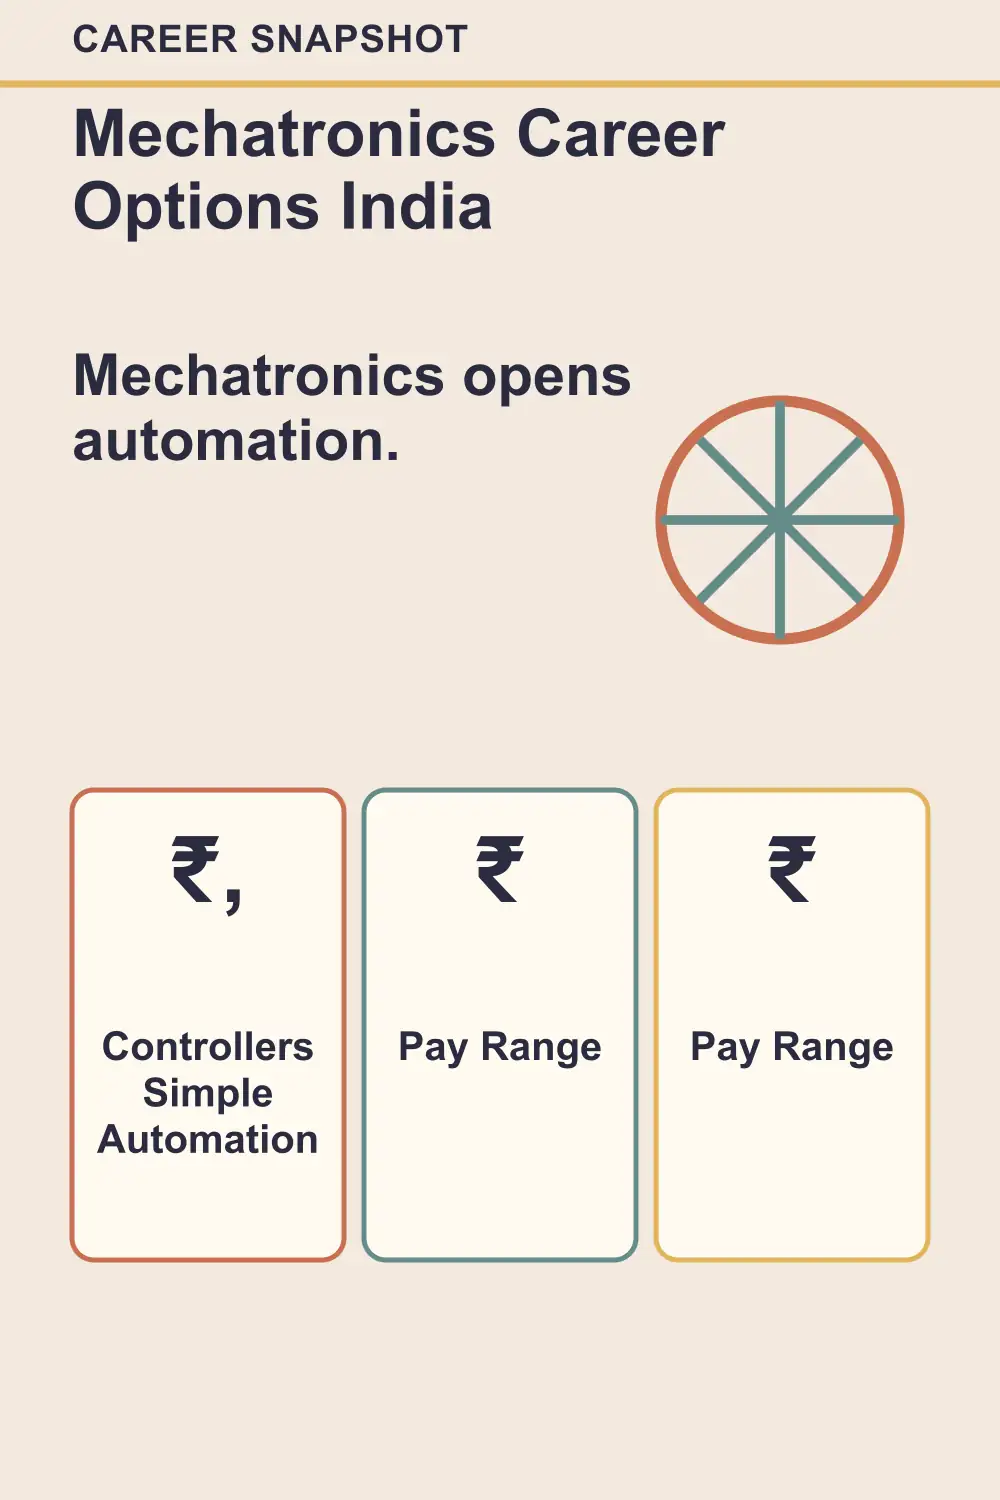 CAREER SNAPSHOT
Mechatronics Career
Options India
Mechatronics opens
automation.
₹,
Controllers
Simple
Automation
₹
Pay Range
₹
Pay Range